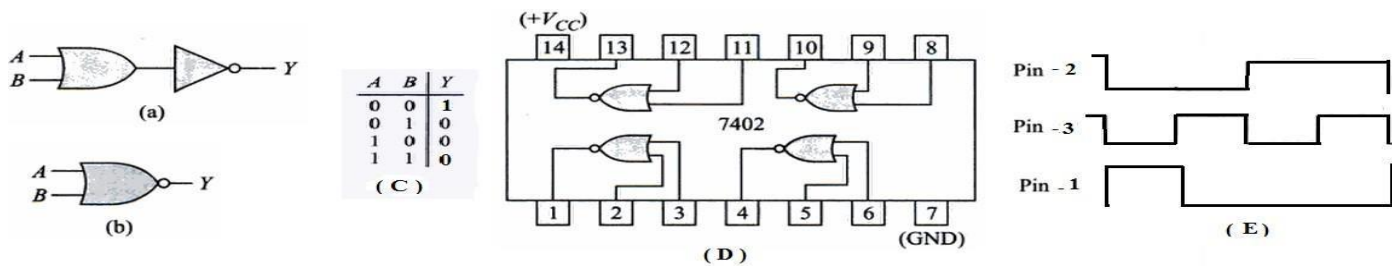 A
B
Y
(a)
A
B
Y
(b)
A B Y
0 0 1
0 1 0
1 0 0
1 1 0
( C )
(+VCC)
14 13 12 11 10 9 8
7402
1 2 3 4 5 6 7
(GND)
( D )
Pin - 2
Pin - 3
Pin - 1
( E )